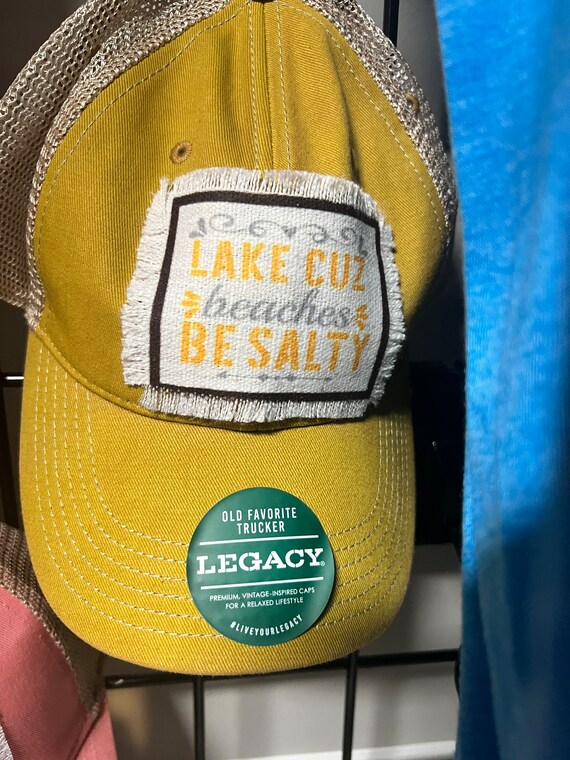 LAKE CUZ
beaches
BE SALTY
OLD FAVORITE
TRUCKER
LEGACY®
PREMIUM, VINTAGE-INSPIRED CAPS
FOR A RELAXED LIFESTYLE
#LIVEYOURLEGACY